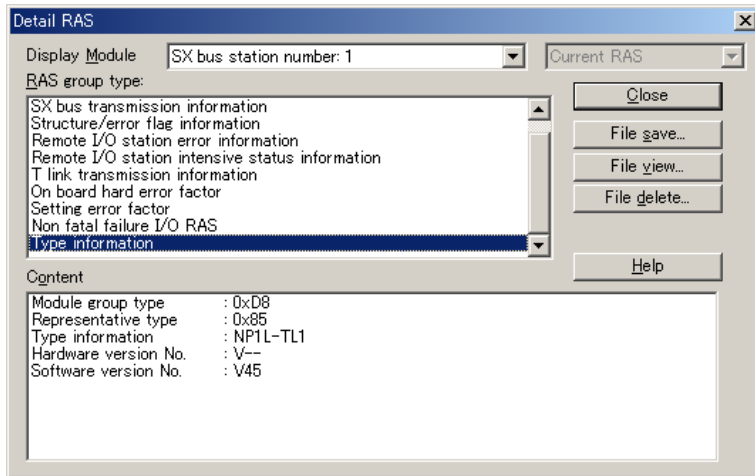 Detail RAS
Display Module SX bus station number: 1 Current RAS
RAS group type:
SX bus transmission information
Structure/error flag information
Remote I/O station error information
Remote I/O station intensive status information
T link transmission information
On board hard error factor
Setting error factor
Non fatal failure I/O RAS
Type information
Close
File save...
File view...
File delete...
Help
Content
Module group type : 0xD8
Representative type : 0x85
Type information : NP1L-TL1
Hardware version No. : V--
Software version No. : V45